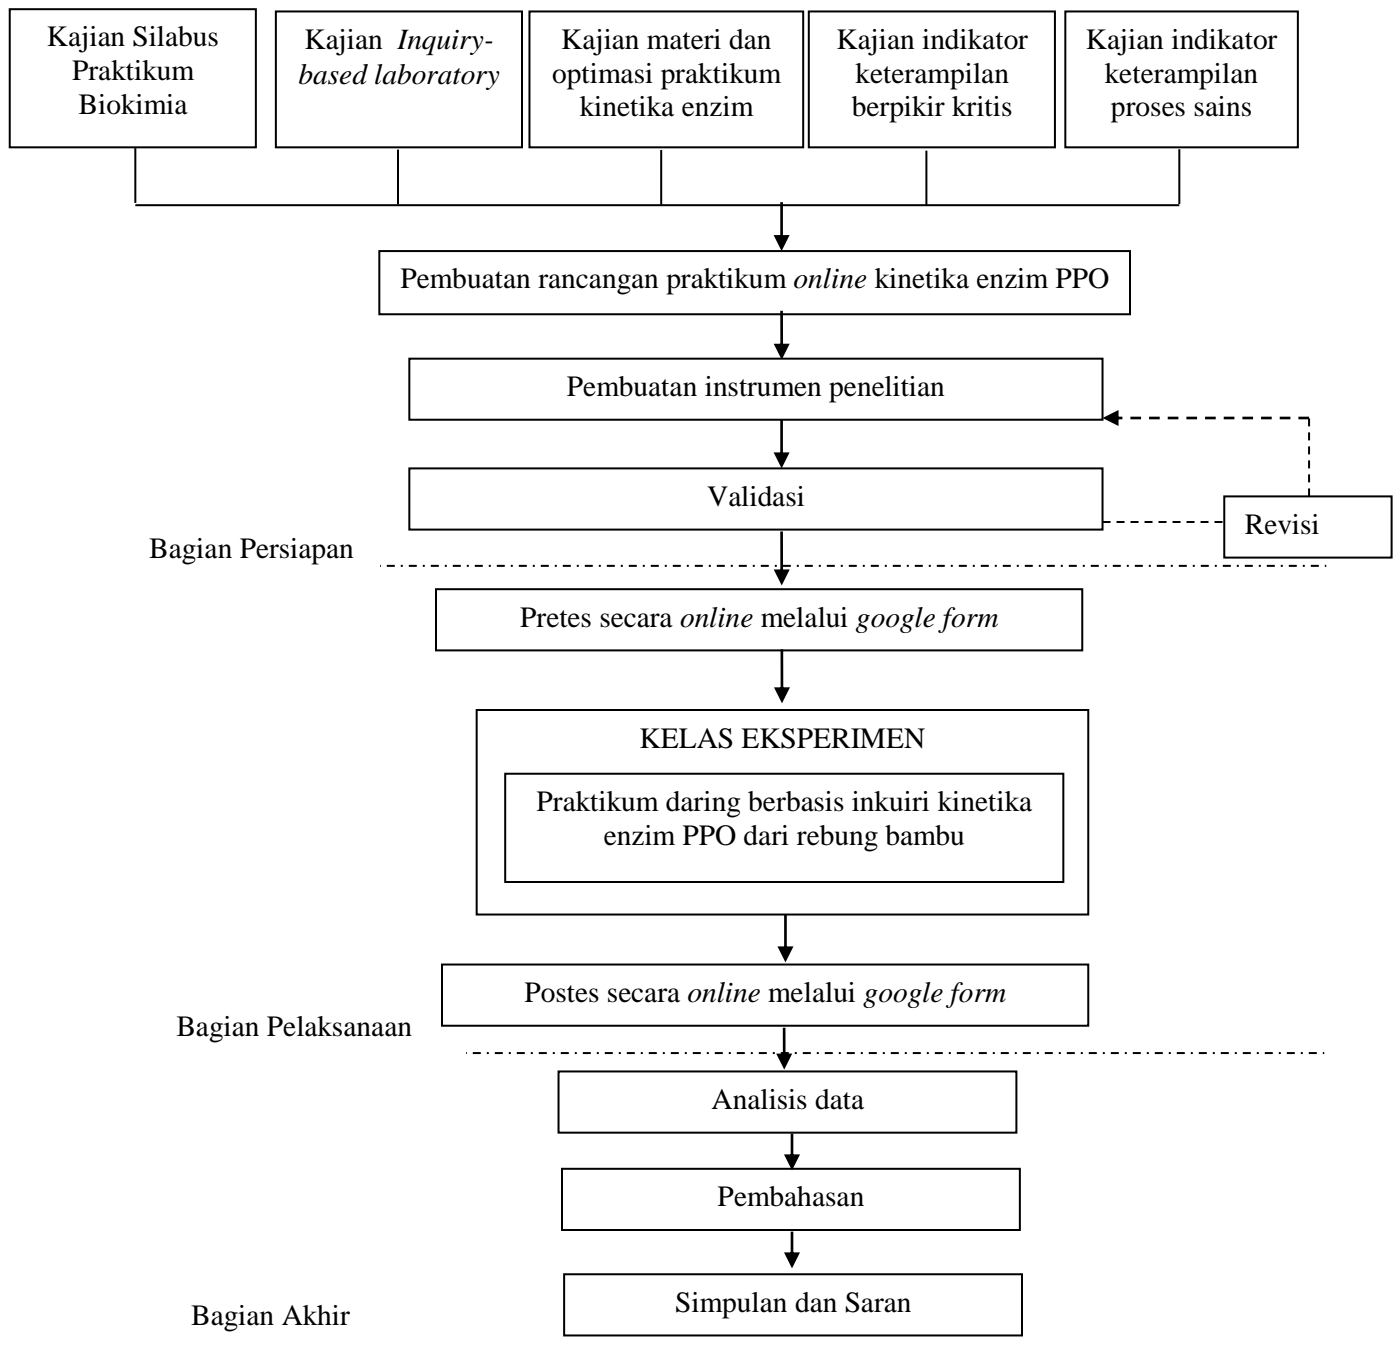 Kajian Silabus
Praktikum
Biokimia
Kajian Inquiry-
based laboratory
Kajian materi dan
optimasi praktikum
kinetika enzim
Kajian indikator
keterampilan
berpikir kritis
Kajian indikator
keterampilan
proses sains
Pembuatan rancangan praktikum online kinetika enzim PPO
Pembuatan instrumen penelitian
Validasi
Revisi
Bagian Persiapan
Pretes secara online melalui google form
KELAS EKSPERIMEN
Praktikum daring berbasis inkuiri kinetika
enzim PPO dari rebung bambu
Postes secara online melalui google form
Bagian Pelaksanaan
Analisis data
Pembahasan
Simpulan dan Saran
Bagian Akhir